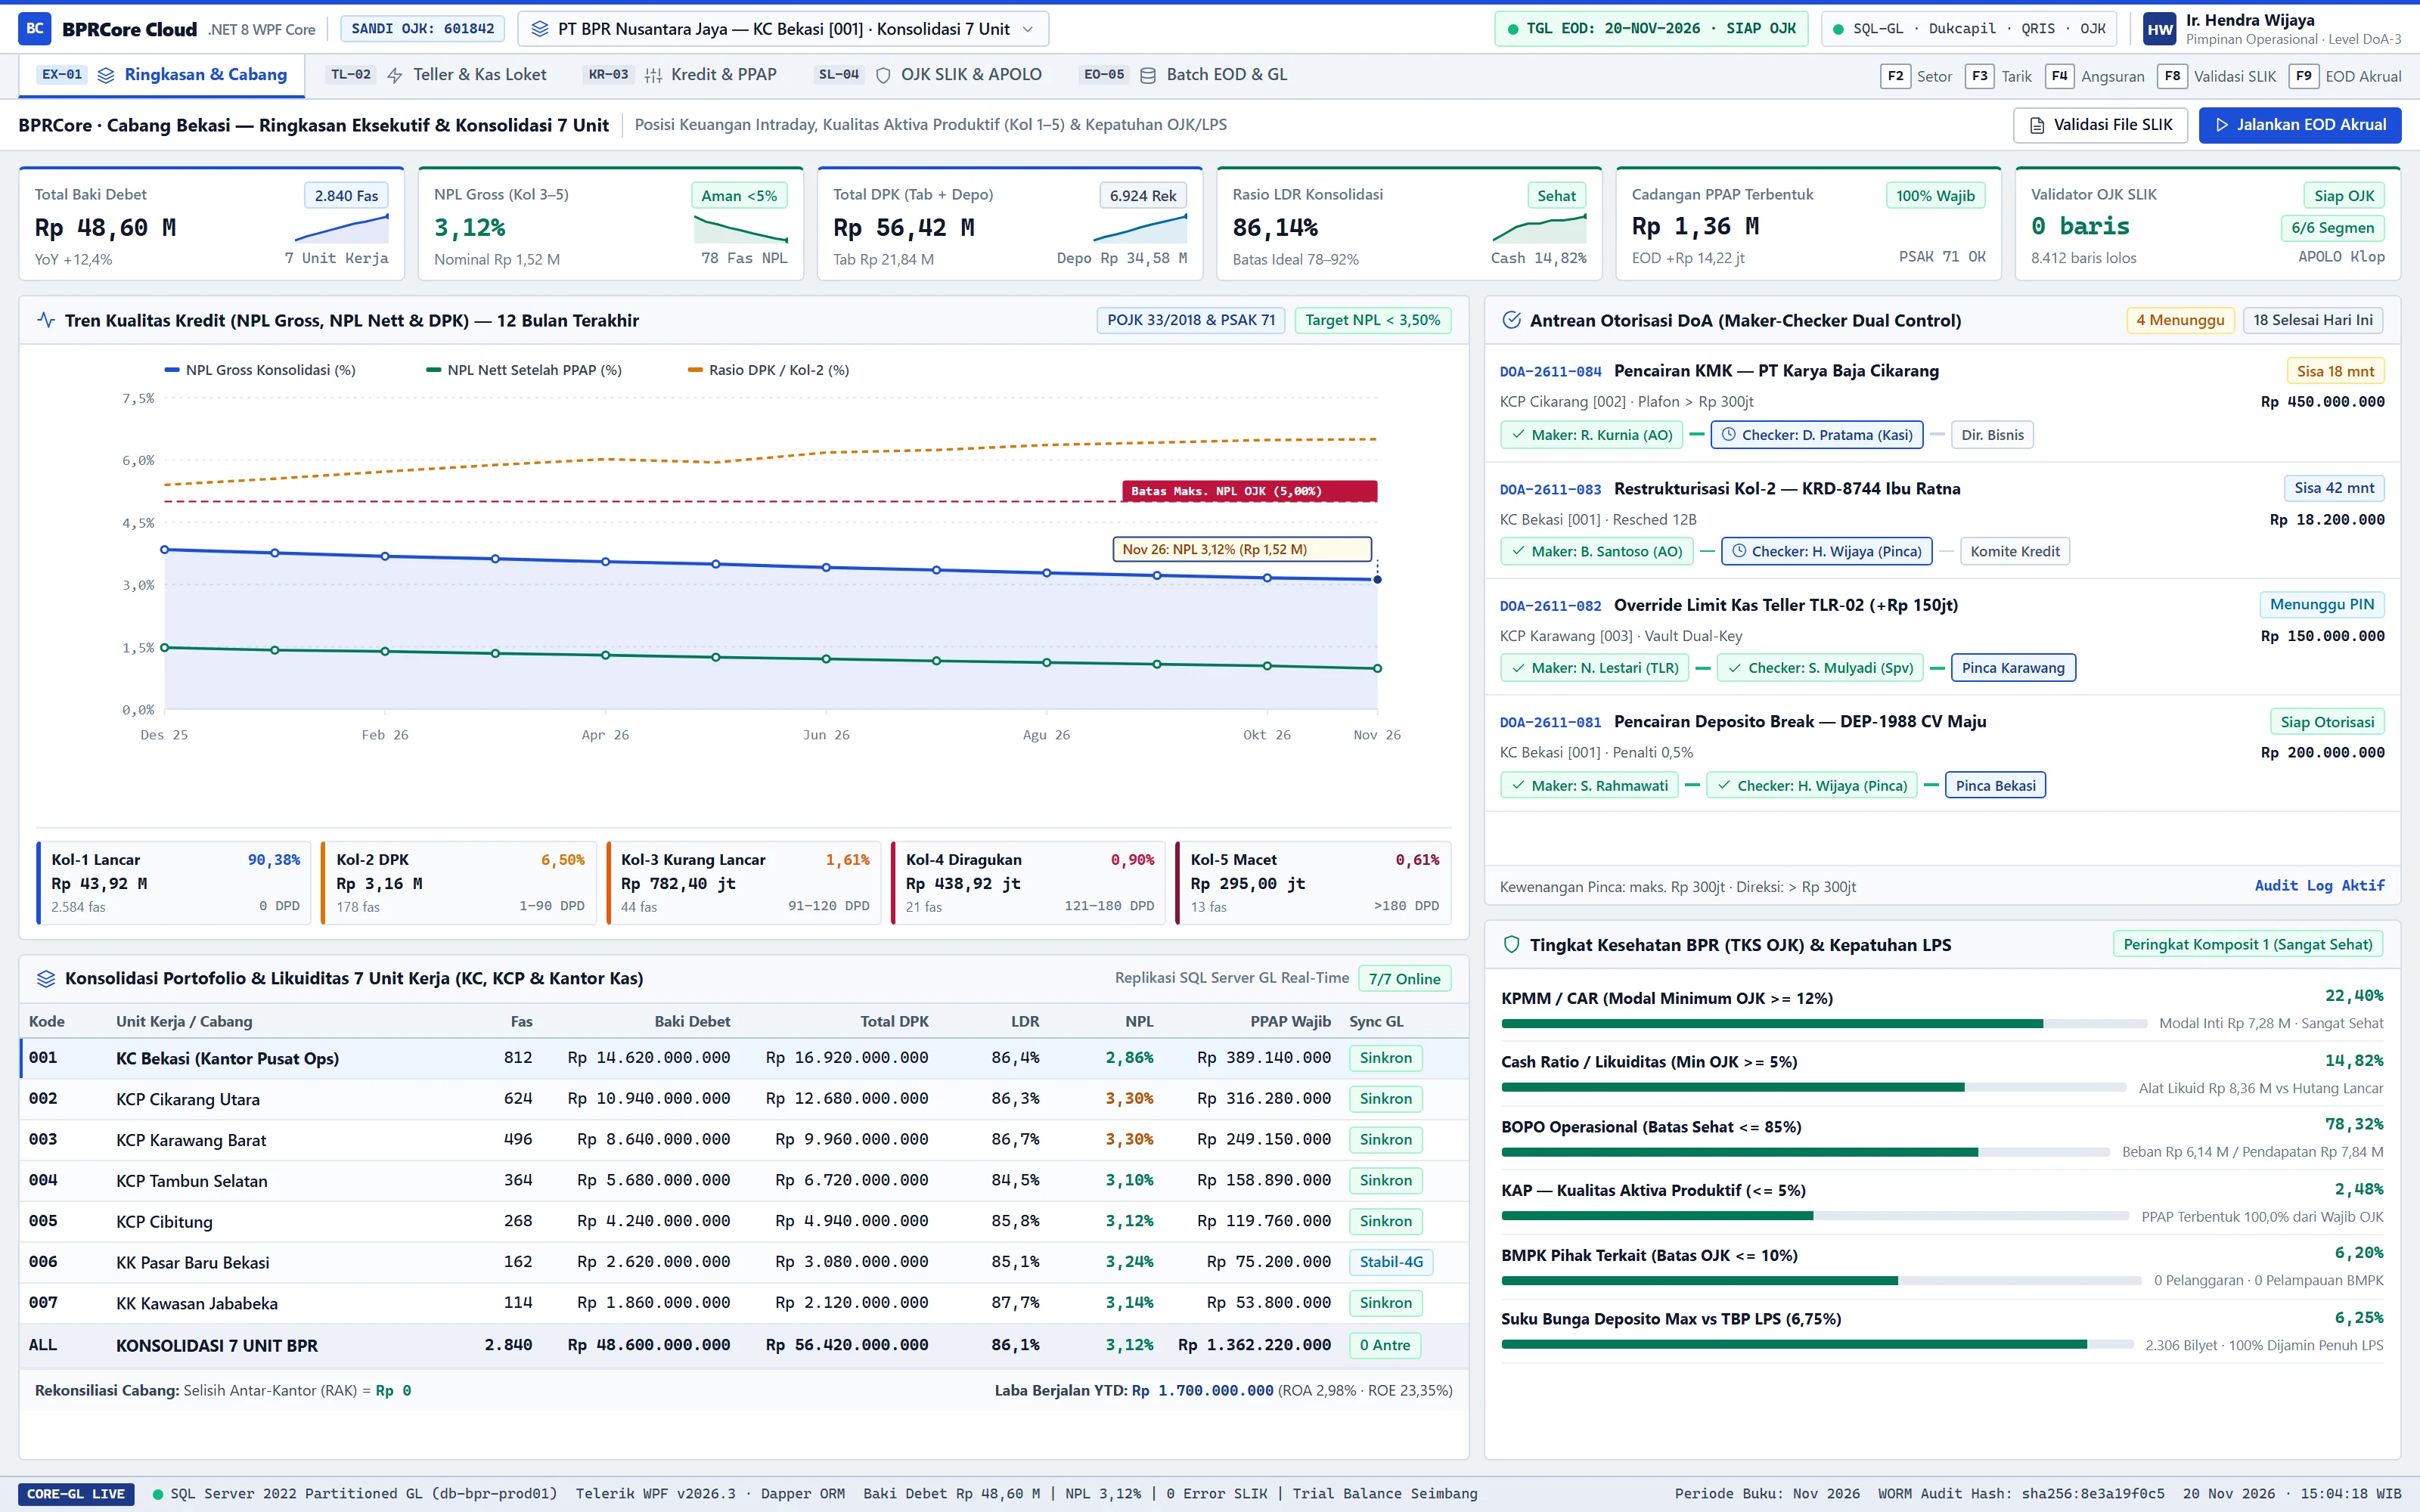 BC BPRCore Cloud .NET 8 WPF Core SANDI OJK: 601842 PT BPR Nusantara Jaya — KC Bekasi [001] · Konsolidasi 7 Unit TGL EOD: 20-NOV-2026 · SIAP OJK SQL-GL · Dukcapil · QRIS · OJK HW Ir. Hendra Wijaya
Pimpinan Operasional · Level DoA-3
EX-01 Ringkasan & Cabang TL-02 Teller & Kas Loket KR-03 Kredit & PPAP SL-04 OJK SLIK & APOLO EO-05 Batch EOD & GL F2 Setor F3 Tarik F4 Angsuran F8 Validasi SLIK F9 EOD Akrual
BPRCore · Cabang Bekasi — Ringkasan Eksekutif & Konsolidasi 7 Unit Posisi Keuangan Intraday, Kualitas Aktiva Produktif (Kol 1–5) & Kepatuhan OJK/LPS Validasi File SLIK Jalankan EOD Akrual
Total Baki Debet 2.840 Fas
Rp 48,60 M
YoY +12,4% 7 Unit Kerja
NPL Gross (Kol 3–5) Aman <5%
3,12%
Nominal Rp 1,52 M 78 Fas NPL
Total DPK (Tab + Depo) 6.924 Rek
Rp 56,42 M
Tab Rp 21,84 M Depo Rp 34,58 M
Rasio LDR Konsolidasi Sehat
86,14%
Batas Ideal 78–92% Cash 14,82%
Cadangan PPAP Terbentuk 100% Wajib
Rp 1,36 M
EOD +Rp 14,22 jt PSAK 71 OK
Validator OJK SLIK Siap OJK
0 baris 6/6 Segmen
8.412 baris lolos APOLO Klop
Tren Kualitas Kredit (NPL Gross, NPL Nett & DPK) — 12 Bulan Terakhir POJK 33/2018 & PSAK 71 Target NPL < 3,50%
NPL Gross Konsolidasi (%) NPL Nett Setelah PPAP (%) Rasio DPK / Kol-2 (%)
7,5%
6,0%
Batas Maks. NPL OJK (5,00%)
4,5%
Nov 26: NPL 3,12% (Rp 1,52 M)
3,0%
1,5%
0,0%
Des 25 Feb 26 Apr 26 Jun 26 Agu 26 Okt 26 Nov 26
Kol-1 Lancar 90,38%
Rp 43,92 M
2.584 fas 0 DPD
Kol-2 DPK 6,50%
Rp 3,16 M
178 fas 1-90 DPD
Kol-3 Kurang Lancar 1,61%
Rp 782,40 jt
44 fas 91-120 DPD
Kol-4 Diragukan 0,90%
Rp 438,92 jt
21 fas 121-180 DPD
Kol-5 Macet 0,61%
Rp 295,00 jt
13 fas >180 DPD
Konsolidasi Portofolio & Likuiditas 7 Unit Kerja (KC, KCP & Kantor Kas) Replikasi SQL Server GL Real-Time 7/7 Online
Kode Unit Kerja / Cabang Fas Baki Debet Total DPK LDR NPL PPAP Wajib Sync GL
001 KC Bekasi (Kantor Pusat Ops) 812 Rp 14.620.000.000 Rp 16.920.000.000 86,4% 2,86% Rp 389.140.000 Sinkron
002 KCP Cikarang Utara 624 Rp 10.940.000.000 Rp 12.680.000.000 86,3% 3,30% Rp 316.280.000 Sinkron
003 KCP Karawang Barat 496 Rp 8.640.000.000 Rp 9.960.000.000 86,7% 3,30% Rp 249.150.000 Sinkron
004 KCP Tambun Selatan 364 Rp 5.680.000.000 Rp 6.720.000.000 84,5% 3,10% Rp 158.890.000 Sinkron
005 KCP Cibitung 268 Rp 4.240.000.000 Rp 4.940.000.000 85,8% 3,12% Rp 119.760.000 Sinkron
006 KK Pasar Baru Bekasi 162 Rp 2.620.000.000 Rp 3.080.000.000 85,1% 3,24% Rp 75.200.000 Stabil-4G
007 KK Kawasan Jababeka 114 Rp 1.860.000.000 Rp 2.120.000.000 87,7% 3,14% Rp 53.800.000 Sinkron
ALL KONSOLIDASI 7 UNIT BPR 2.840 Rp 48.600.000.000 Rp 56.420.000.000 86,1% 3,12% Rp 1.362.220.000 0 Antre
Rekonsiliasi Cabang: Selisih Antar-Kantor (RAK) = Rp 0 Laba Berjalan YTD: Rp 1.700.000.000 (ROA 2,98% · ROE 23,35%)
Antrean Otorisasi DoA (Maker-Checker Dual Control) 4 Menunggu 18 Selesai Hari Ini
DOA-2611-084 Pencairan KMK — PT Karya Baja Cikarang Sisa 18 mnt
KCP Cikarang [002] · Plafon > Rp 300jt Rp 450.000.000
Maker: R. Kurnia (AO) Checker: D. Pratama (Kasi) Dir. Bisnis
DOA-2611-083 Restrukturisasi Kol-2 — KRD-8744 Ibu Ratna Sisa 42 mnt
KC Bekasi [001] · Resched 12B Rp 18.200.000
Maker: B. Santoso (AO) Checker: H. Wijaya (Pinca) Komite Kredit
DOA-2611-082 Override Limit Kas Teller TLR-02 (+Rp 150jt) Menunggu PIN
KCP Karawang [003] · Vault Dual-Key Rp 150.000.000
Maker: N. Lestari (TLR) Checker: S. Mulyadi (Spv) Pinca Karawang
DOA-2611-081 Pencairan Deposito Break — DEP-1988 CV Maju Siap Otorisasi
KC Bekasi [001] · Penalti 0,5% Rp 200.000.000
Maker: S. Rahmawati Checker: H. Wijaya (Pinca) Pinca Bekasi
Kewenangan Pinca: maks. Rp 300jt · Direksi: > Rp 300jt Audit Log Aktif
Tingkat Kesehatan BPR (TKS OJK) & Kepatuhan LPS Peringkat Komposit 1 (Sangat Sehat)
KPMM / CAR (Modal Minimum OJK >= 12%) 22,40%
Modal Inti Rp 7,28 M · Sangat Sehat
Cash Ratio / Likuiditas (Min OJK >= 5%) 14,82%
Alat Likuid Rp 8,36 M vs Hutang Lancar
BOPO Operasional (Batas Sehat <= 85%) 78,32%
Beban Rp 6,14 M / Pendapatan Rp 7,84 M
KAP — Kualitas Aktiva Produktif (<= 5%) 2,48%
PPAP Terbentuk 100,0% dari Wajib OJK
BMPK Pihak Terkait (Batas OJK <= 10%) 6,20%
0 Pelanggaran · 0 Pelampauan BMPK
Suku Bunga Deposito Max vs TBP LPS (6,75%) 6,25%
2.306 Bilyet · 100% Dijamin Penuh LPS
CORE-GL LIVE SQL Server 2022 Partitioned GL (db-bpr-prod01) Telerik WPF v2026.3 · Dapper ORM Baki Debet Rp 48,60 M | NPL 3,12% | 0 Error SLIK | Trial Balance Seimbang Periode Buku: Nov 2026 WORM Audit Hash: sha256:8e3a19f0c5 20 Nov 2026 · 15:04:18 WIB